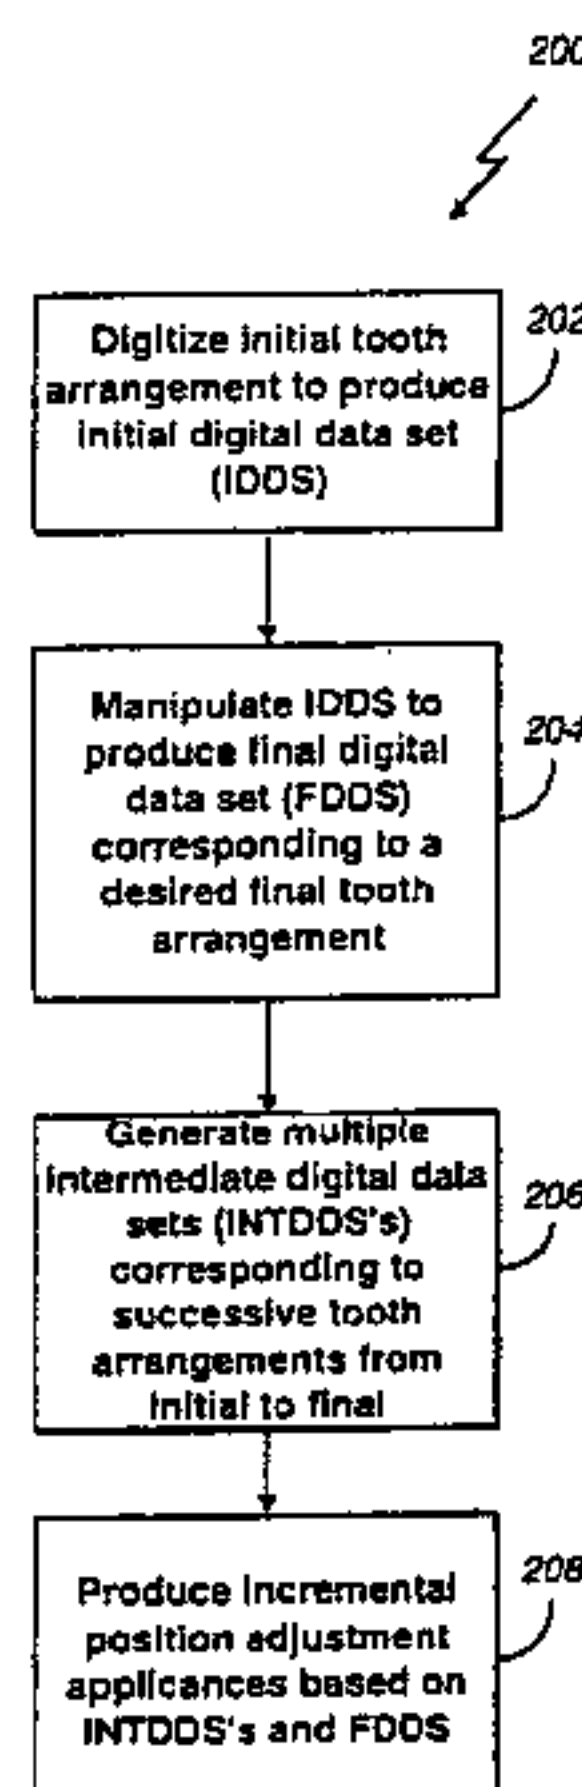 200
202
Digitize initial tooth
arrangement to produce
initial digital data set
(IDDS)
204
Manipulate IDDS to
produce final digital
data set (FDDS)
corresponding to a
desired final tooth
arrangement
206
Generate multiple
intermediate digital data
sets (INTDDS's)
corresponding to
successive tooth
arrangements from
initial to final
208
Produce incremental
position adjustment
applicances based on
INTDDS's and FDDS